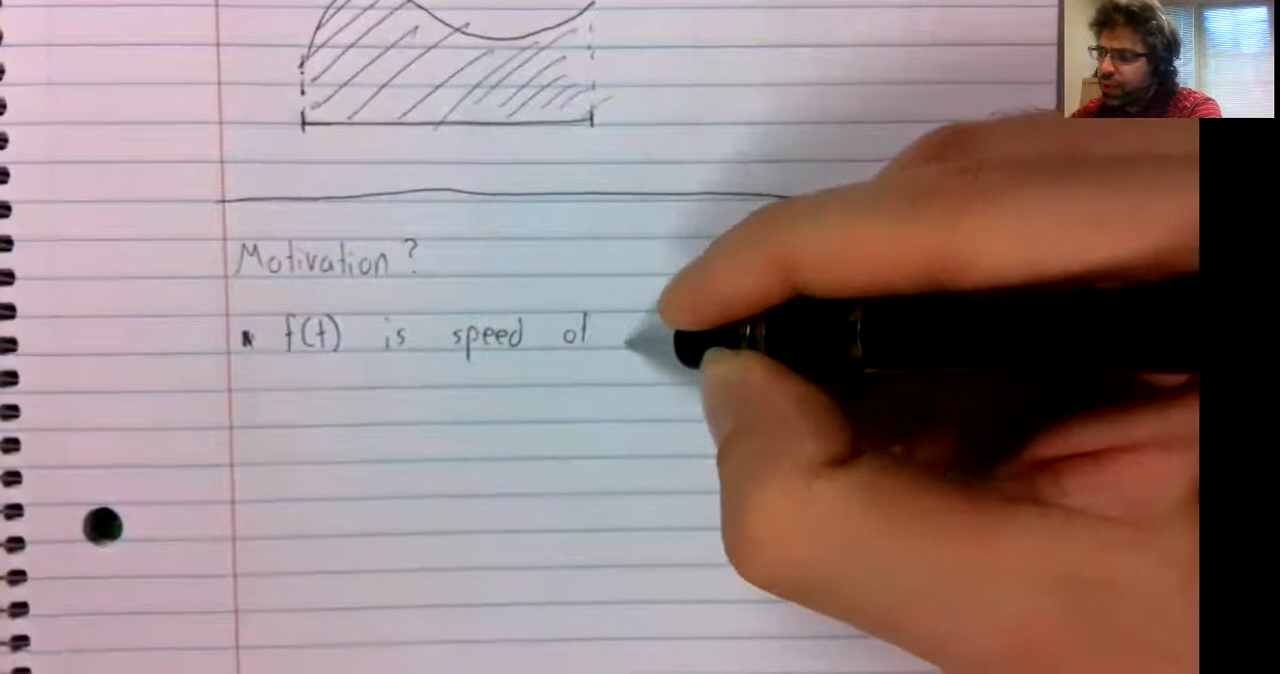 Motivation?
• f(t) is speed of